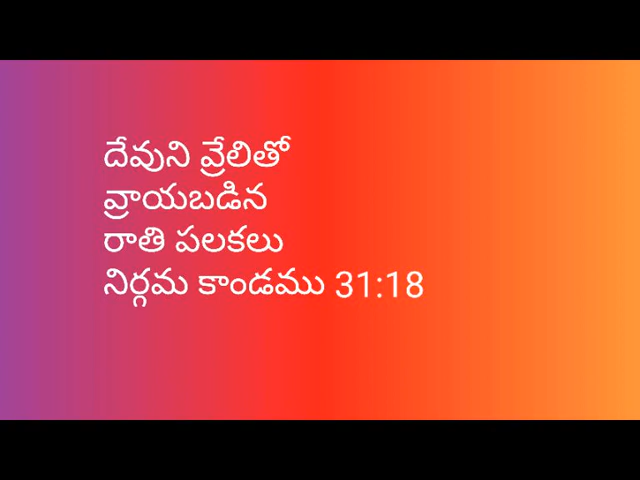 దేవుని వ్రేలితో
వ్రాయబడిన
రాతి పలకలు
నిర్గమ కాండము 31:18